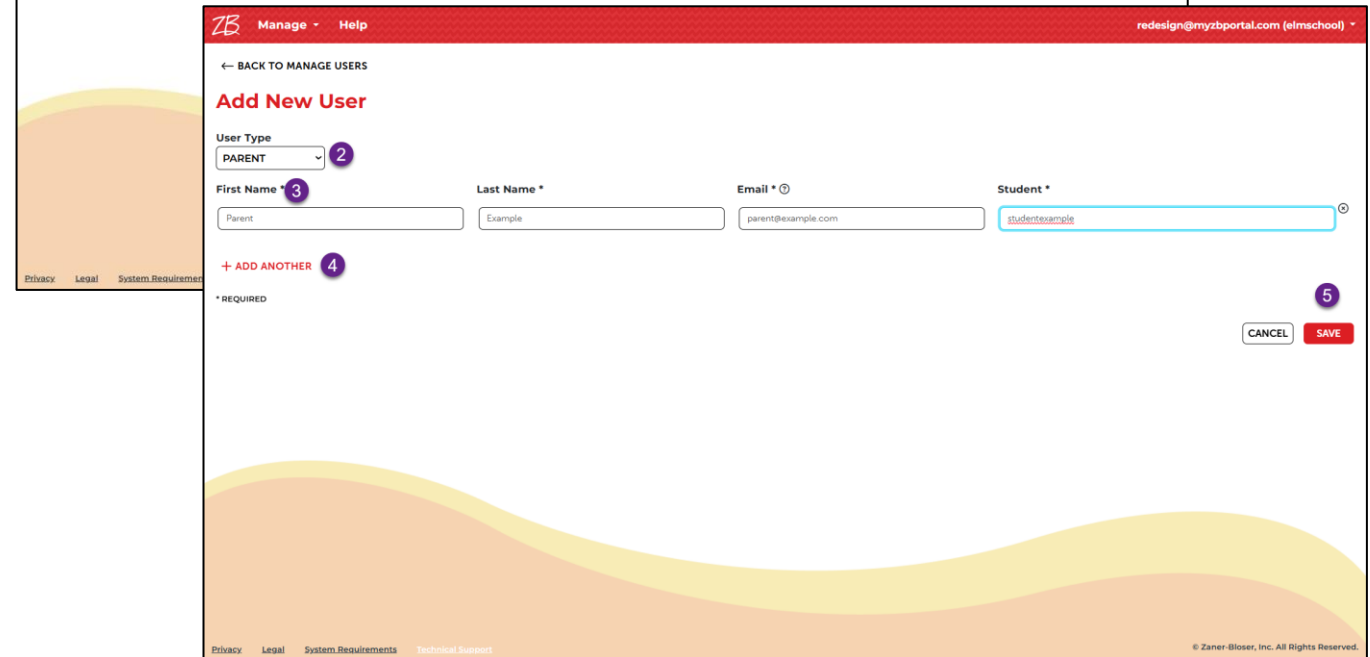 ZB Manage Help redesign@myzbportal.com (elmschool)
← BACK TO MANAGE USERS
Add New User
User Type
PARENT 2
First Name * 3 Last Name * Email * ? Student *
Parent Example parent@example.com studentexample
+ ADD ANOTHER 4
* REQUIRED
5
CANCEL SAVE
Privacy Legal System Requiremen
Privacy Legal System Requirements Technical Support © Zaner-Bloser, Inc. All Rights Reserved.